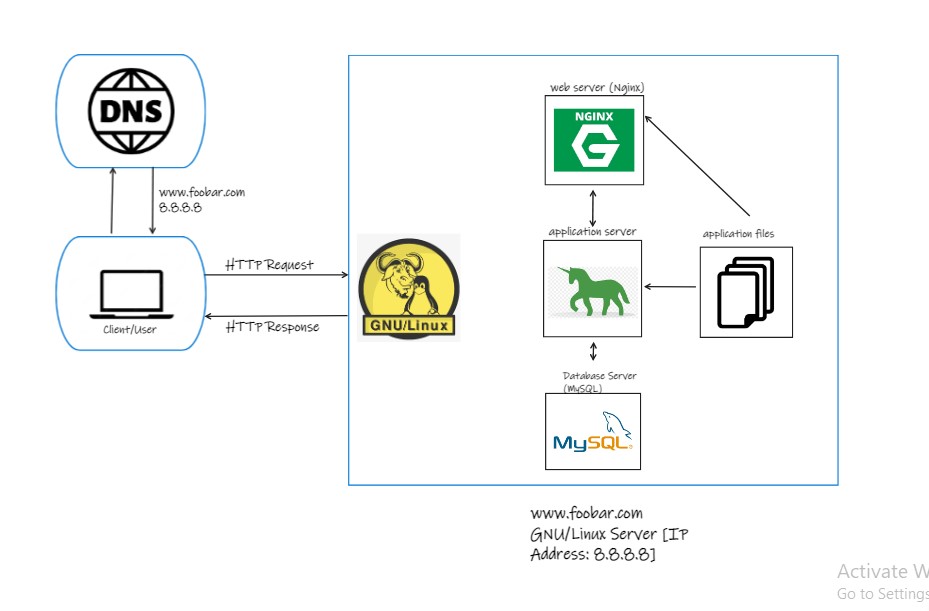 web server (Nginx)
NGINX
G
DNS
www.foobar.com
8.8.8.8
application server
application files
HTTP Request
HTTP Response
GNU/Linux
Client/User
Database Server
(MySQL)
MySQL
www.foobar.com
GNU/Linux Server [IP
Address: 8.8.8.8]
Activate W
Go to Settings